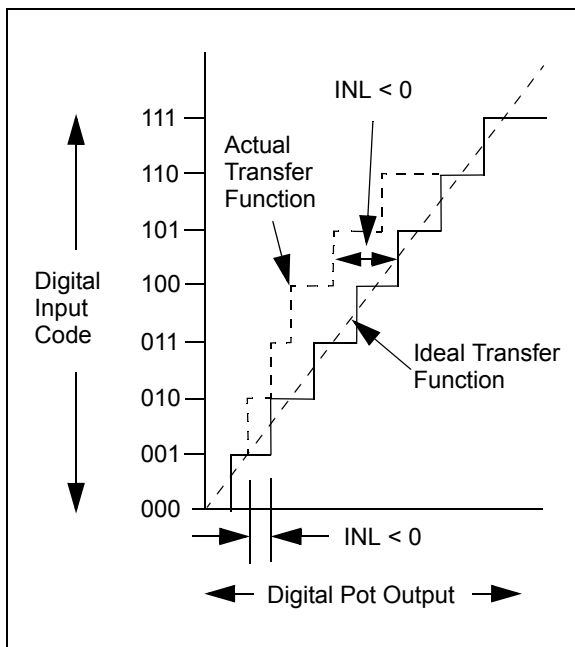 INL < 0
111
Actual
Transfer
Function
110
101
Digital
Input
Code
100
011
Ideal Transfer
Function
010
001
000
INL < 0
Digital Pot Output